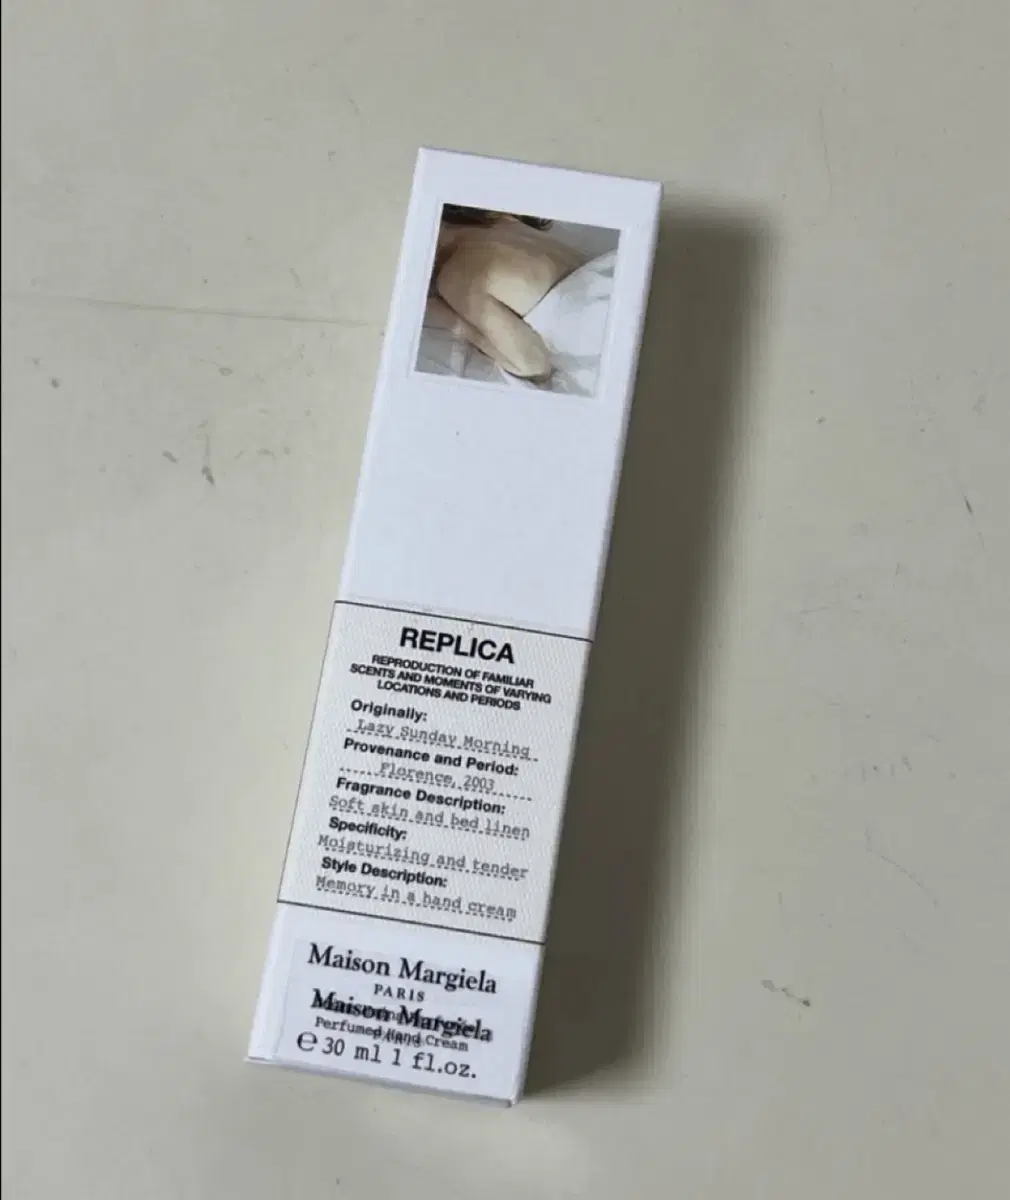 REPLICA
REPRODUCTION OF FAMILIAR
SCENTS AND MOMENTS OF VARYING
LOCATIONS AND PERIODS
Originally:
Lazy Sunday Morning
Provenance and Period:
Florence, 2003
Fragrance Description:
Soft skin and bed linen
Specificity:
Moisturizing and tender
Style Description:
Memory in a hand cream
Maison Margiela
PARIS
Maison Margiela
Perfumed Hand Cream
PARIS
℮ 30 ml 1 fl.oz.